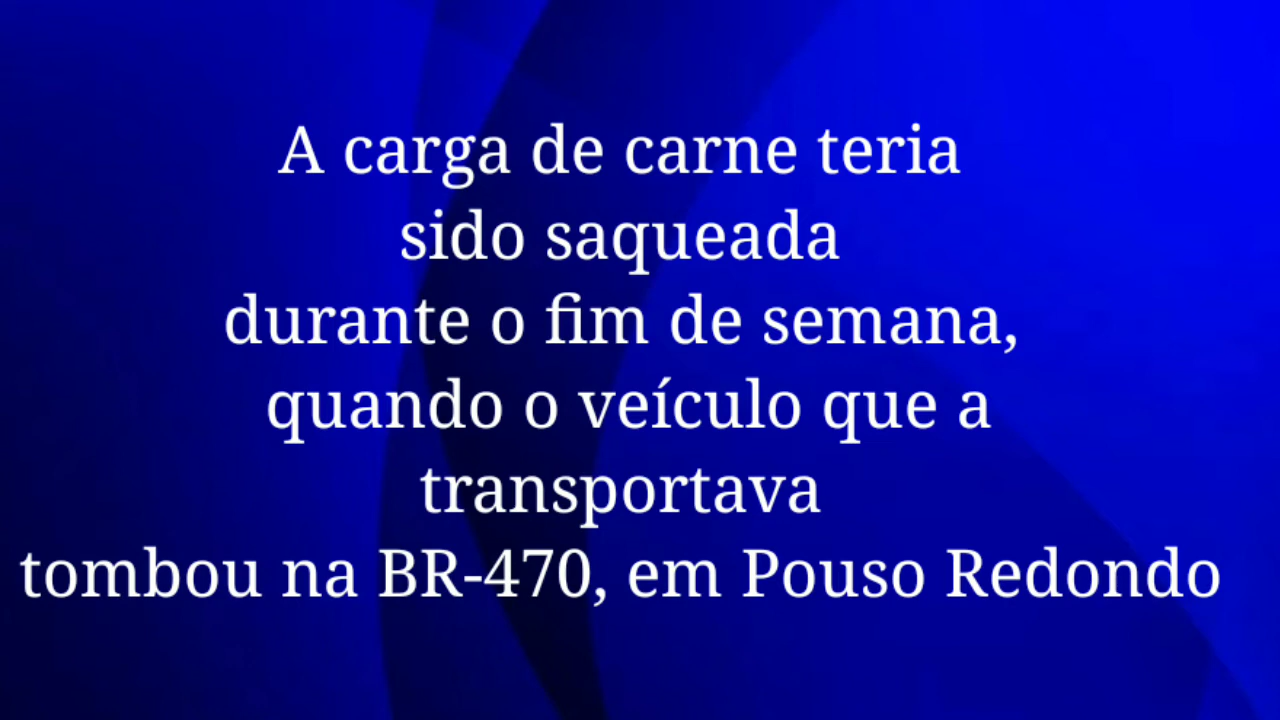 A carga de carne teria
sido saqueada
durante o fim de semana,
quando o veículo que a
transportava
tombou na BR-470, em Pouso Redondo